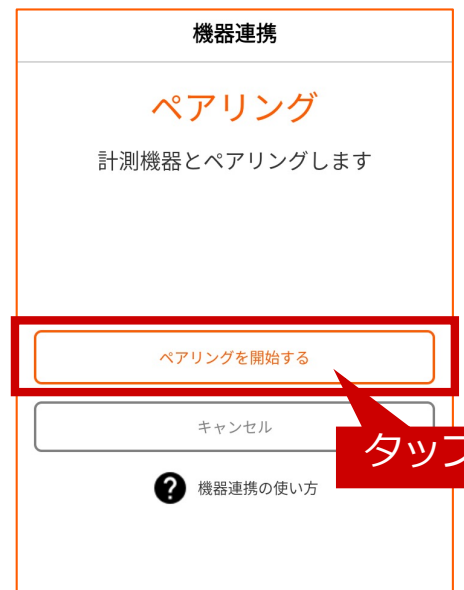 機器連携
ペアリング
計測機器とペアリングします
ペアリングを開始する
キャンセル
タップ
? 機器連携の使い方